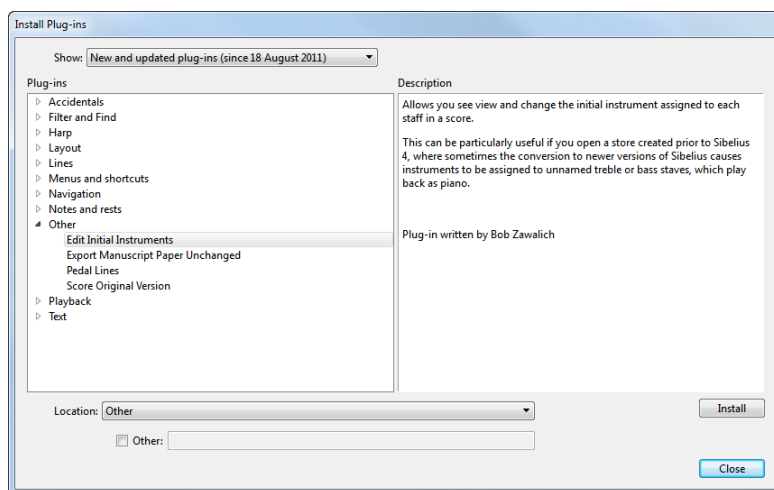 Install Plug-ins
Show: New and updated plug-ins (since 18 August 2011)
Plug-ins
Accidentals
Filter and Find
Harp
Layout
Lines
Menus and shortcuts
Navigation
Notes and rests
Other
Edit Initial Instruments
Export Manuscript Paper Unchanged
Pedal Lines
Score Original Version
Playback
Text
Description
Allows you see view and change the initial instrument assigned to each
staff in a score.
This can be particularly useful if you open a store created prior to Sibelius
4, where sometimes the conversion to newer versions of Sibelius causes
instruments to be assigned to unnamed treble or bass staves, which play
back as piano.
Plug-in written by Bob Zawalich
Location: Other
Install
Other:
Close